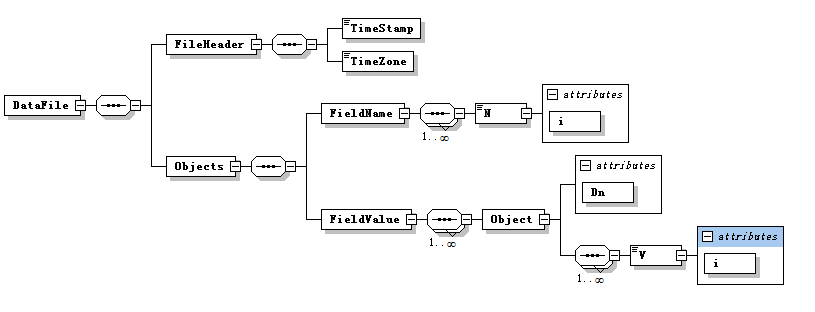 FileHeader
TimeStamp
TimeZone
DataFile
Objects
FieldName
1..∞
N
attributes
i
FieldValue
1..∞
Object
attributes
Dn
1..∞
V
attributes
i